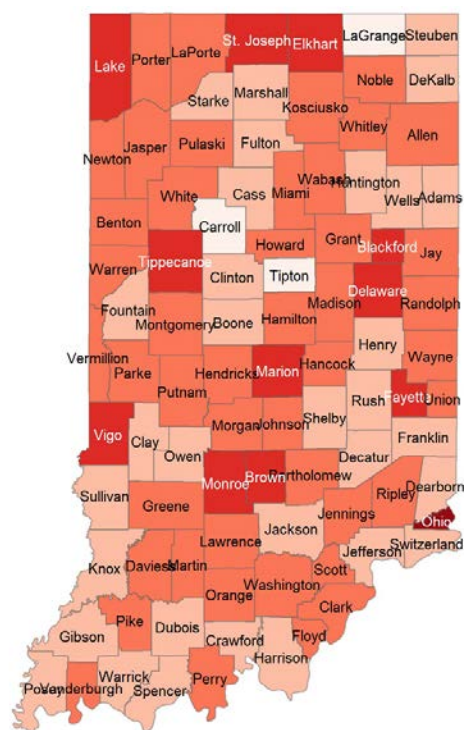 LaGrange Steuben
St. Joseph Elkhart
Lake Porter LaPorte
Noble DeKalb
Starke Marshall Kosciusko
Whitley Allen
Newton Jasper Pulaski Fulton
Wabash Huntington
White Cass Miami Wells Adams
Benton Carroll
Howard Grant Blackford Jay
Warren Tippecanoe Clinton Tipton Delaware
Fountain Boone Hamilton Madison Randolph
Montgomery Henry
Vermillion Parke Hendricks Marion Hancock Wayne
Putnam Rush Fayette Union
Vigo Clay Owen Morgan Johnson Shelby
Decatur Franklin
Sullivan Monroe Brown Bartholomew Dearborn
Greene Jennings Ripley Ohio
Lawrence Jackson Jefferson Switzerland
Knox Daviess Martin Scott
Orange Washington Clark
Pike Dubois Floyd
Gibson Crawford Harrison
Posey Vanderburgh Warrick Spencer Perry